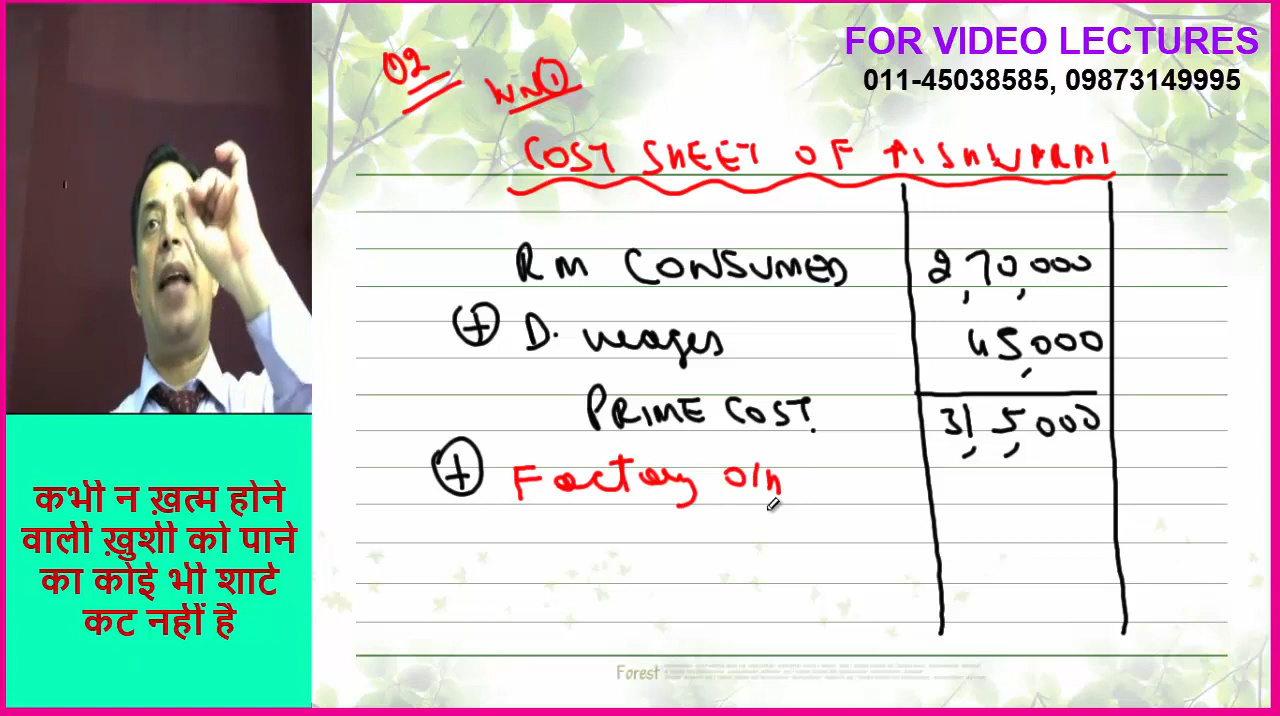 FOR VIDEO LECTURES
011-45038585, 09873149995
Q2 WN①
COST SHEET OF AISHWARAI
RM CONSUMED 2,70,000
⊕ D. wages 45,000
PRIME COST. 3,15,000
⊕ Factory O/h
कभी न ख़त्म होने
वाली ख़ुशी को पाने
का कोई भी शार्ट
कट नहीं है
Forest